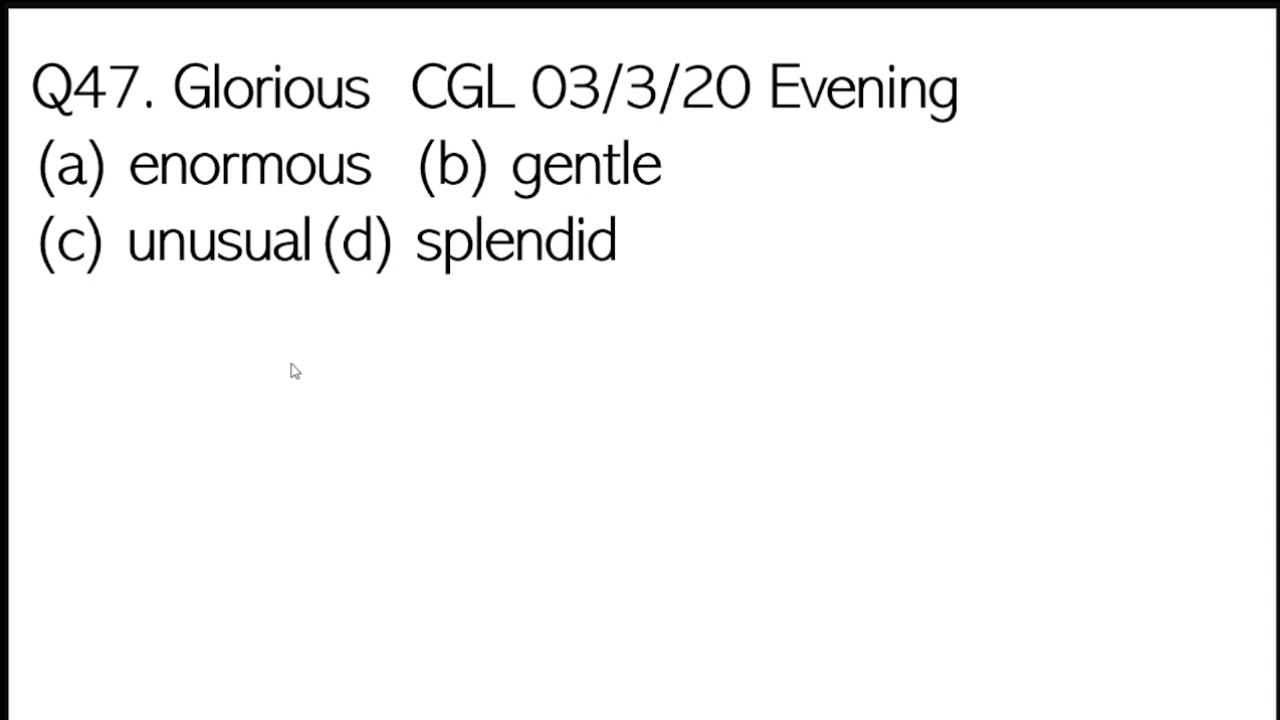 Q47. Glorious CGL 03/3/20 Evening
(a) enormous (b) gentle
(c) unusual (d) splendid